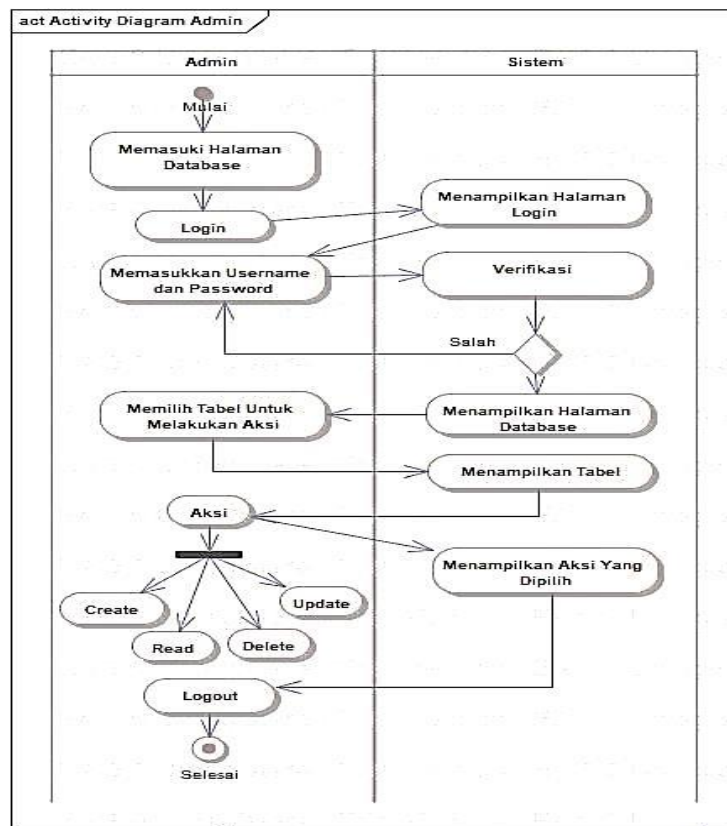 act Activity Diagram Admin
Admin
Sistem
Mulai
Memasuki Halaman
Database
Login
Menampilkan Halaman
Login
Memasukkan Username
dan Password
Verifikasi
Salah
Memilih Tabel Untuk
Melakukan Aksi
Menampilkan Halaman
Database
Menampilkan Tabel
Aksi
Menampilkan Aksi Yang
Dipilih
Create
Read
Delete
Update
Logout
Selesai